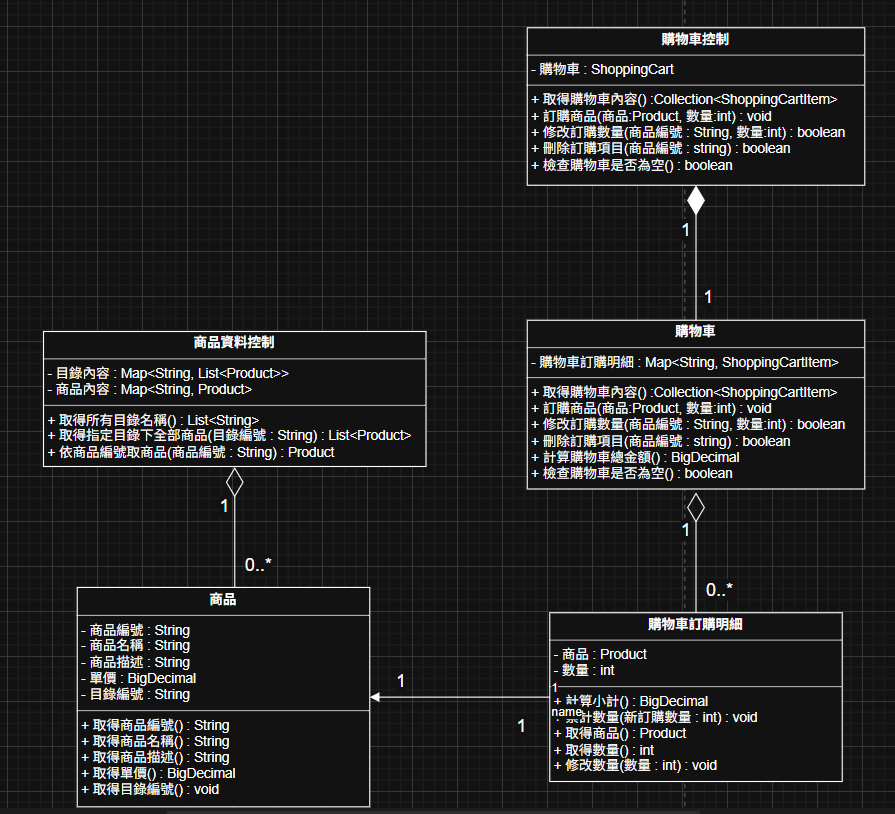 購物車控制
- 購物車 : ShoppingCart
+ 取得購物車內容() :Collection<ShoppingCartItem>
+ 訂購商品(商品:Product, 數量:int) : void
+ 修改訂購數量(商品編號 : String, 數量:int) : boolean
+ 刪除訂購項目(商品編號 : string) : boolean
+ 檢查購物車是否為空() : boolean
1
1
購物車
- 購物車訂購明細 : Map<String, ShoppingCartItem>
+ 取得購物車內容() :Collection<ShoppingCartItem>
+ 訂購商品(商品:Product, 數量:int) : void
+ 修改訂購數量(商品編號 : String, 數量:int) : boolean
+ 刪除訂購項目(商品編號 : string) : boolean
+ 計算購物車總金額() : BigDecimal
+ 檢查購物車是否為空() : boolean
1
0..*
商品資料控制
- 目錄內容 : Map<String, List<Product>>
- 商品內容 : Map<String, Product>
+ 取得所有目錄名稱() : List<String>
+ 取得指定目錄下全部商品(目錄編號 : String) : List<Product>
+ 依商品編號取商品(商品編號 : String) : Product
1
0..*
商品
- 商品編號 : String
- 商品名稱 : String
- 商品描述 : String
- 單價 : BigDecimal
- 目錄編號 : String
+ 取得商品編號() : String
+ 取得商品名稱() : String
+ 取得商品描述() : String
+ 取得單價() : BigDecimal
+ 取得目錄編號() : void
1
1
購物車訂購明細
- 商品 : Product
- 數量 : int
1
+ 計算小計() : BigDecimal
name
計數量(新訂購數量 : int) : void
+ 取得商品() : Product
+ 取得數量() : int
+ 修改數量(數量 : int) : void